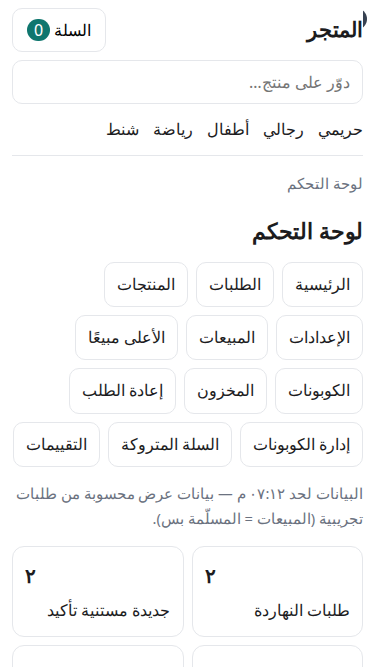 المتجر
السلة 0
دوّر على منتج...
حريمي رجالي أطفال رياضة شنط
لوحة التحكم
لوحة التحكم
الرئيسية الطلبات المنتجات
الإعدادات المبيعات الأعلى مبيعًا
الكوبونات المخزون إعادة الطلب
إدارة الكوبونات السلة المتروكة التقييمات
البيانات لحد ٠٧:١٢ م — بيانات عرض محسوبة من طلبات
تجريبية (المبيعات = المسلّمة بس).
٢ ٢
طلبات النهاردة جديدة مستنية تأكيد